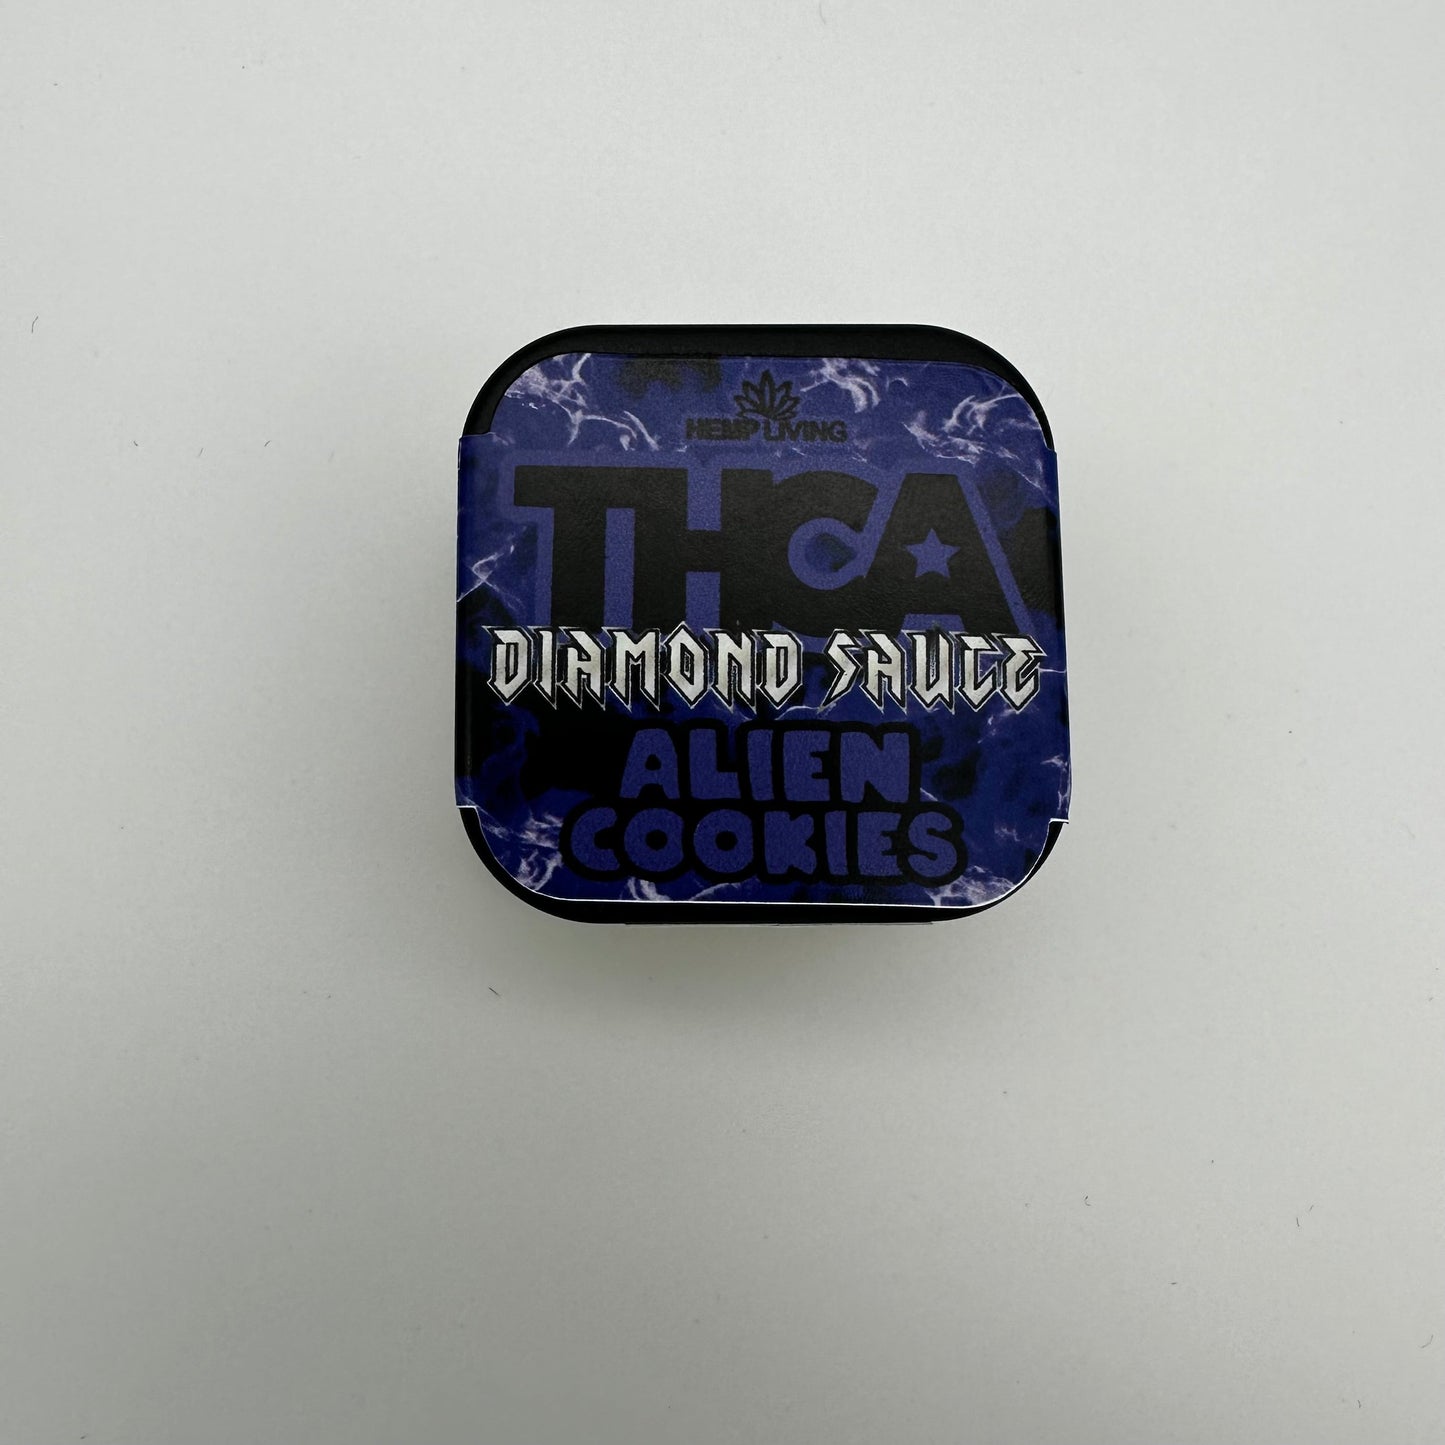 HEMP LIVING
THCA
DIAMOND SAUCE
ALIEN
COOKIES